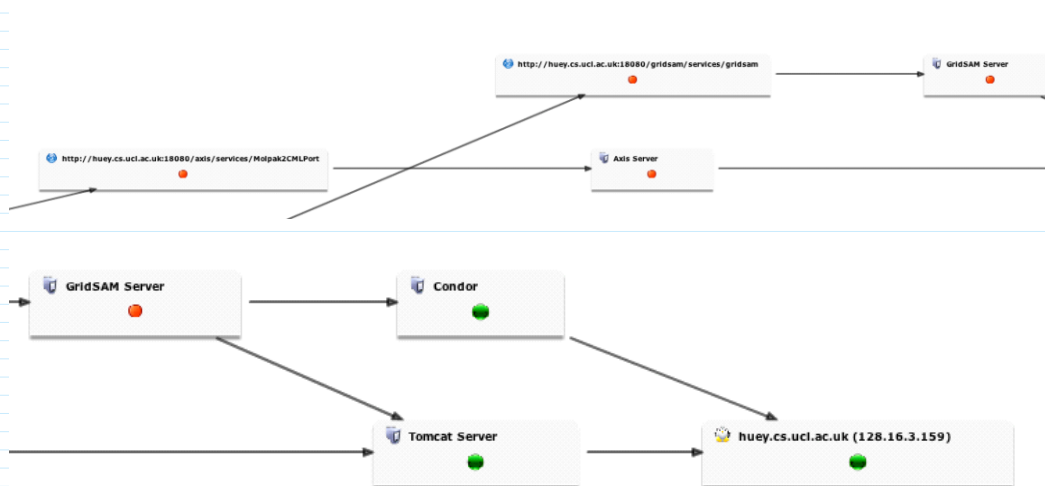 http://huey.cs.ucl.ac.uk:18080/gridsam/services/gridsam
GridSAM Server
http://huey.cs.ucl.ac.uk:18080/axis/services/Molpak2CMLPort
Axis Server
GridSAM Server
Condor
Tomcat Server
huey.cs.ucl.ac.uk (128.16.3.159)